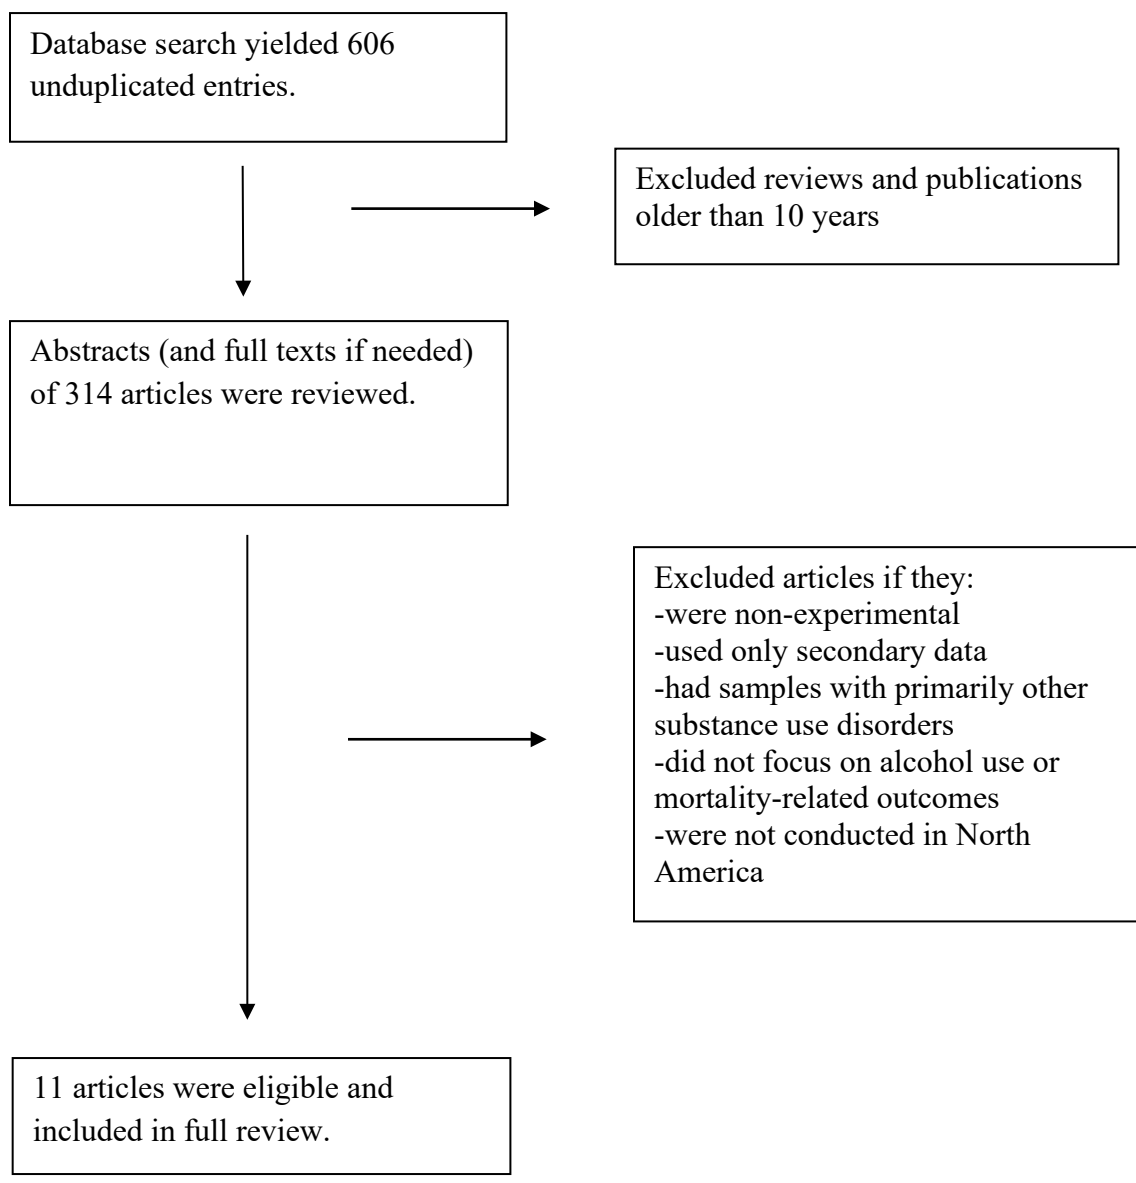 Database search yielded 606
unduplicated entries.
Excluded reviews and publications
older than 10 years
Abstracts (and full texts if needed)
of 314 articles were reviewed.
Excluded articles if they:
-were non-experimental
-used only secondary data
-had samples with primarily other
substance use disorders
-did not focus on alcohol use or
mortality-related outcomes
-were not conducted in North
America
11 articles were eligible and
included in full review.